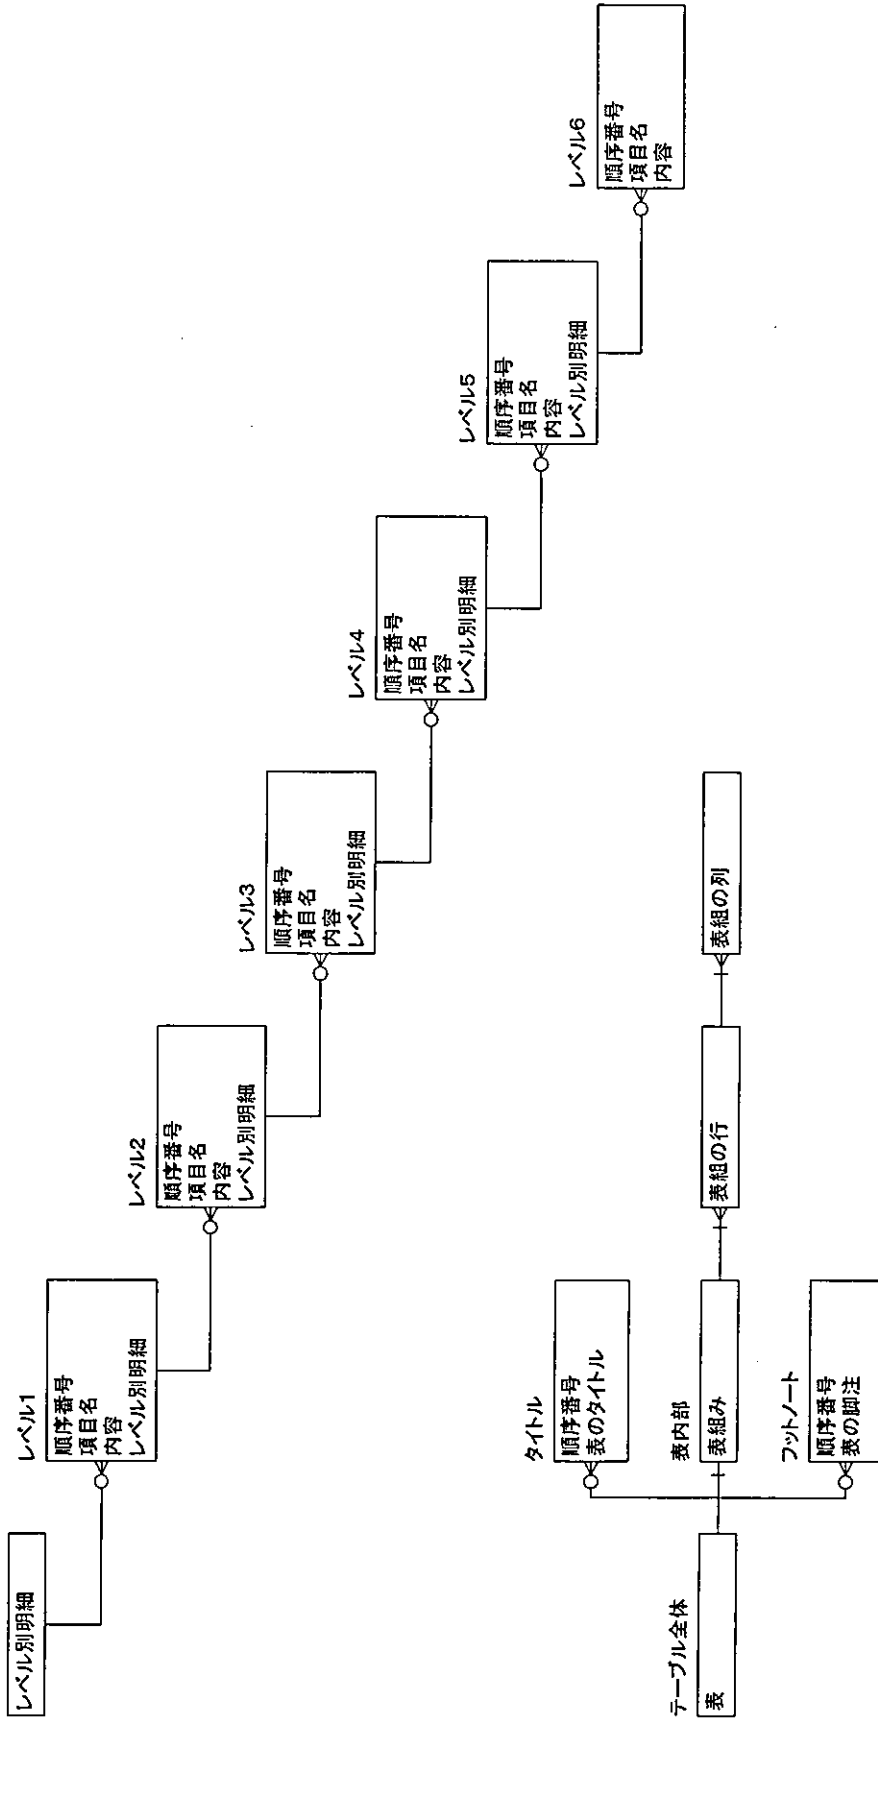 レベル別明細
レベル1
順序番号
項目名
内容
レベル別明細
レベル2
順序番号
項目名
内容
レベル別明細
レベル3
順序番号
項目名
内容
レベル別明細
レベル4
順序番号
項目名
内容
レベル別明細
レベル5
順序番号
項目名
内容
レベル別明細
レベル6
順序番号
項目名
内容
テーブル全体
表
タイトル
順序番号
表のタイトル
表内部
表組み
表組の行
表組の列
フットノート
順序番号
表の脚注